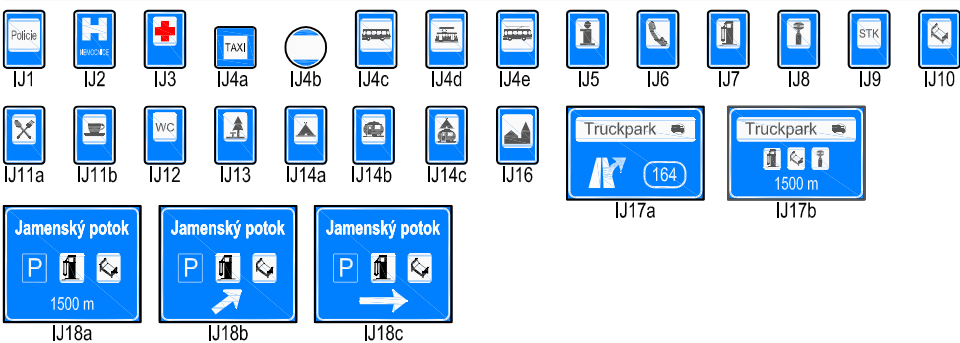 Policie
H
NEMOCNICE
TAXI
STK
IJ1 IJ2 IJ3 IJ4a IJ4b IJ4c IJ4d IJ4e IJ5 IJ6 IJ7 IJ8 IJ9 IJ10
WC
Truckpark
164
Truckpark
1500 m
IJ11a IJ11b IJ12 IJ13 IJ14a IJ14b IJ14c IJ16
IJ17a IJ17b
Jamenský potok
P
1500 m
Jamenský potok
P
Jamenský potok
P
IJ18a IJ18b IJ18c